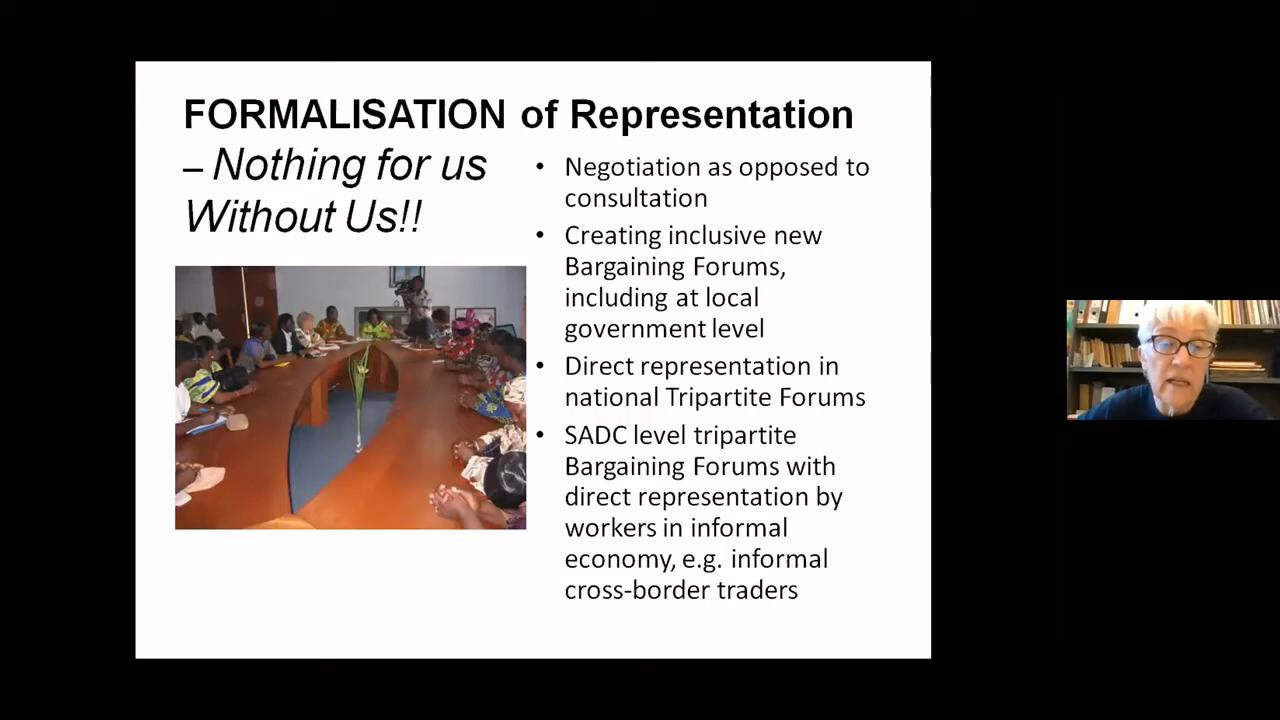 FORMALISATION of Representation
– Nothing for us
Without Us!!
• Negotiation as opposed to
consultation
• Creating inclusive new
Bargaining Forums,
including at local
government level
• Direct representation in
national Tripartite Forums
• SADC level tripartite
Bargaining Forums with
direct representation by
workers in informal
economy, e.g. informal
cross-border traders